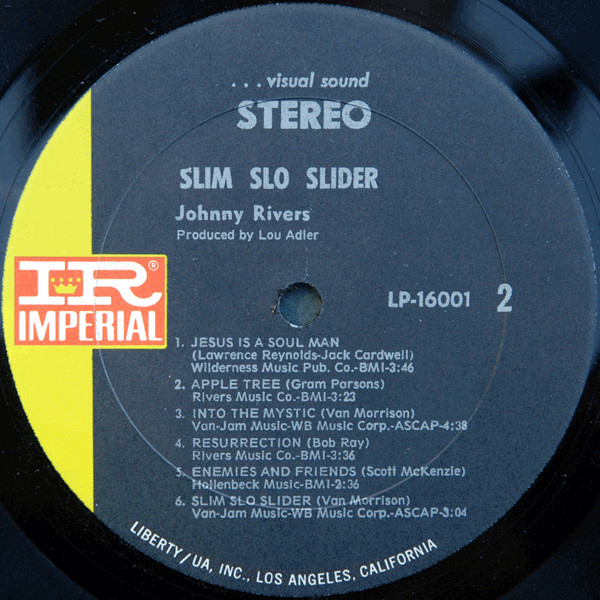 ...visual sound
STEREO
SLIM SLO SLIDER
Johnny Rivers
Produced by Lou Adler
IR®
IMPERIAL
LP-16001 2
1. JESUS IS A SOUL MAN
(Lawrence Reynolds-Jack Cardwell)
Wilderness Music Pub. Co.-BMI-3:46
2. APPLE TREE (Gram Parsons)
Rivers Music Co.-BMI-3:23
3. INTO THE MYSTIC (Van Morrison)
Van-Jam Music-WB Music Corp.-ASCAP-4:38
4. RESURRECTION (Bob Ray)
Rivers Music Co.-BMI-3:36
5. ENEMIES AND FRIENDS (Scott McKenzie)
Hollenbeck Music-BMI-2:36
6. SLIM SLO SLIDER (Van Morrison)
Van-Jam Music-WB Music Corp.-ASCAP-3:04
LIBERTY/UA, INC., LOS ANGELES, CALIFORNIA